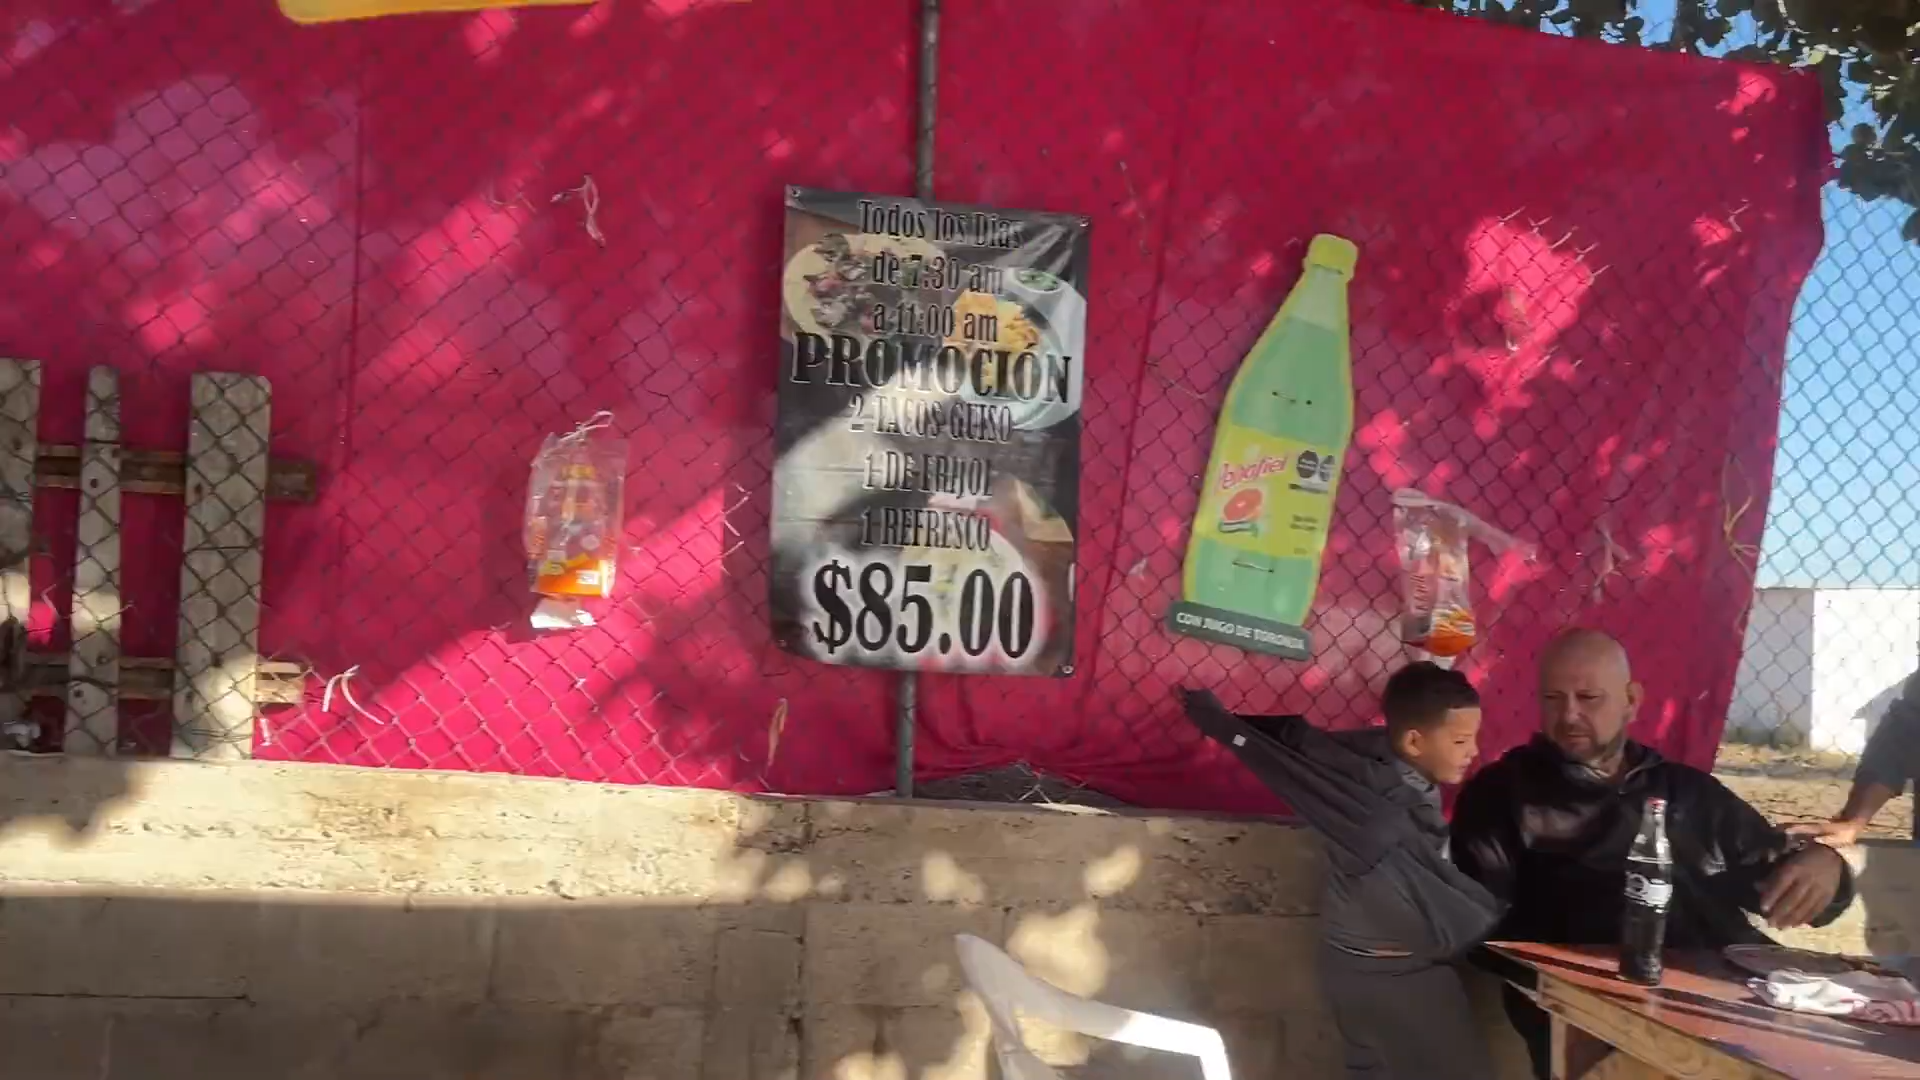 Todos los Dias
de 7:30 am
a 11:00 am
PROMOCIÓN
2 TACOS GUISO
1 DE FRIJOL
1 REFRESCO
$85.00
Peñafiel
CON JUGO DE TORONJA